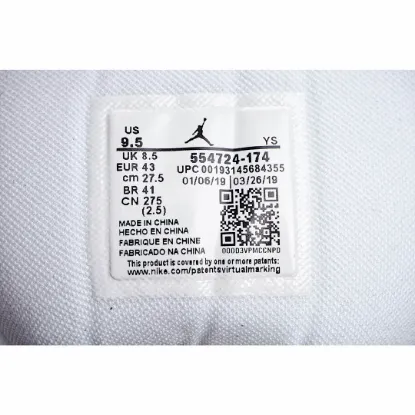 US
9.5 YS
UK 8.5 554724-174
EUR 43 UPC 00193145684355
cm 27.5 01/06/19 03/26/19
BR 41
CN 275
(2.5)
MADE IN CHINA
HECHO EN CHINA
FABRIQUE EN CHINE
FABRICADO NA CHINA
00003VPMCCNPD
This product is covered by one or more patents:
www.nike.com/patentsvirtualmarking